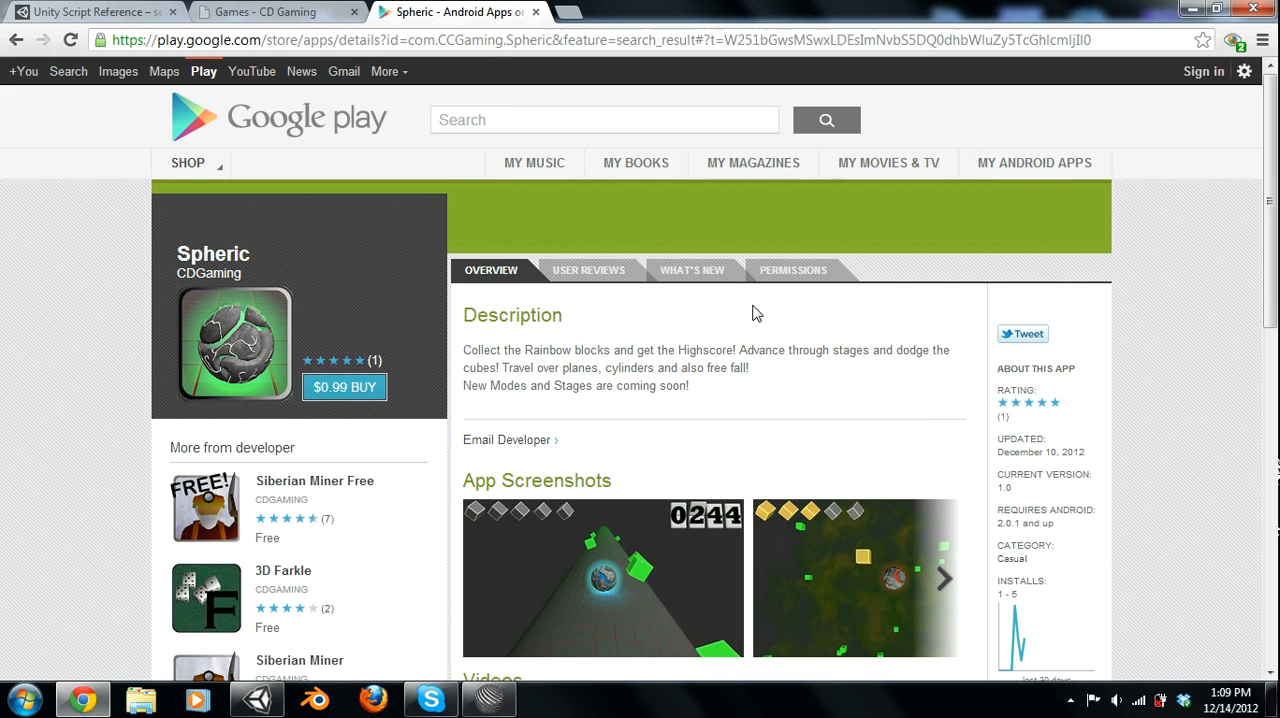 Unity Script Reference – s
Games - CD Gaming
Spheric - Android Apps or
https://play.google.com/store/apps/details?id=com.CCGaming.Spheric&feature=search_result#?t=W251bGwsMSwxLDEsImNvbS5DQ0dhbWluZy5TcGhlcmljIl0
2
+You Search Images Maps Play YouTube News Gmail More
Sign in
Google play
Search
SHOP
MY MUSIC
MY BOOKS
MY MAGAZINES
MY MOVIES & TV
MY ANDROID APPS
Spheric
CDGaming
(1)
$0.99 BUY
OVERVIEW
USER REVIEWS
WHAT'S NEW
PERMISSIONS
Description
Collect the Rainbow blocks and get the Highscore! Advance through stages and dodge the
cubes! Travel over planes, cylinders and also free fall!
New Modes and Stages are coming soon!
Email Developer ›
App Screenshots
0244
Videos
Tweet
ABOUT THIS APP
RATING:
(1)
UPDATED:
December 10, 2012
CURRENT VERSION:
1.0
REQUIRES ANDROID:
2.0.1 and up
CATEGORY:
Casual
INSTALLS:
1 - 5
last 30 days
More from developer
FREE!
Siberian Miner Free
CDGAMING
(7)
Free
F
3D Farkle
CDGAMING
(2)
Free
Siberian Miner
CDGAMING
1:09 PM
12/14/2012